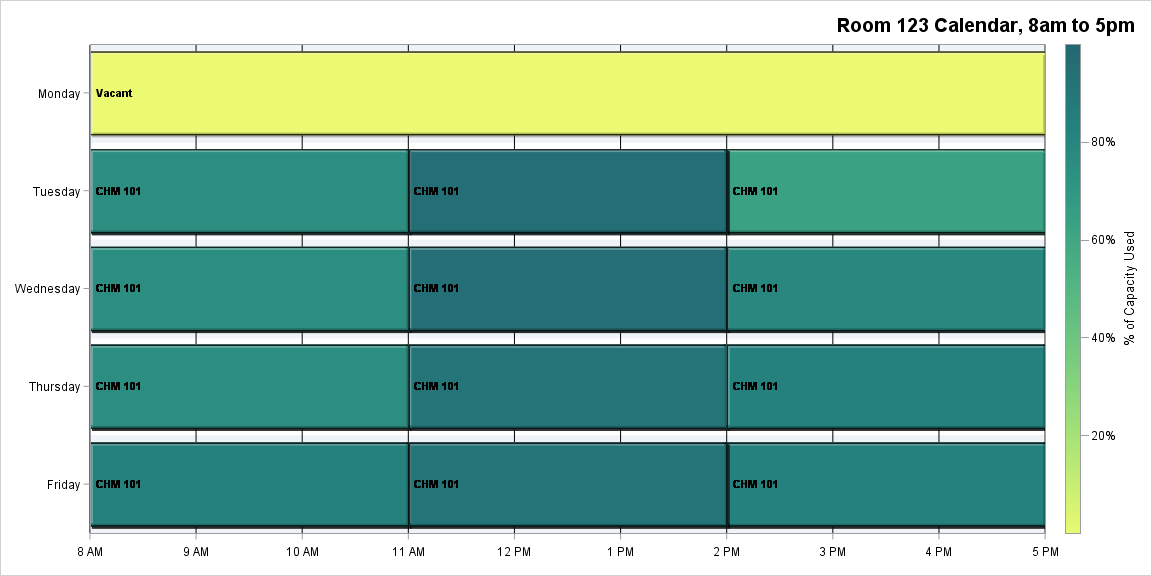 Room 123 Calendar, 8am to 5pm
Monday
Vacant
Tuesday
CHM 101
CHM 101
CHM 101
Wednesday
CHM 101
CHM 101
CHM 101
Thursday
CHM 101
CHM 101
CHM 101
Friday
CHM 101
CHM 101
CHM 101
8 AM
9 AM
10 AM
11 AM
12 PM
1 PM
2 PM
3 PM
4 PM
5 PM
80%
60%
40%
20%
% of Capacity Used